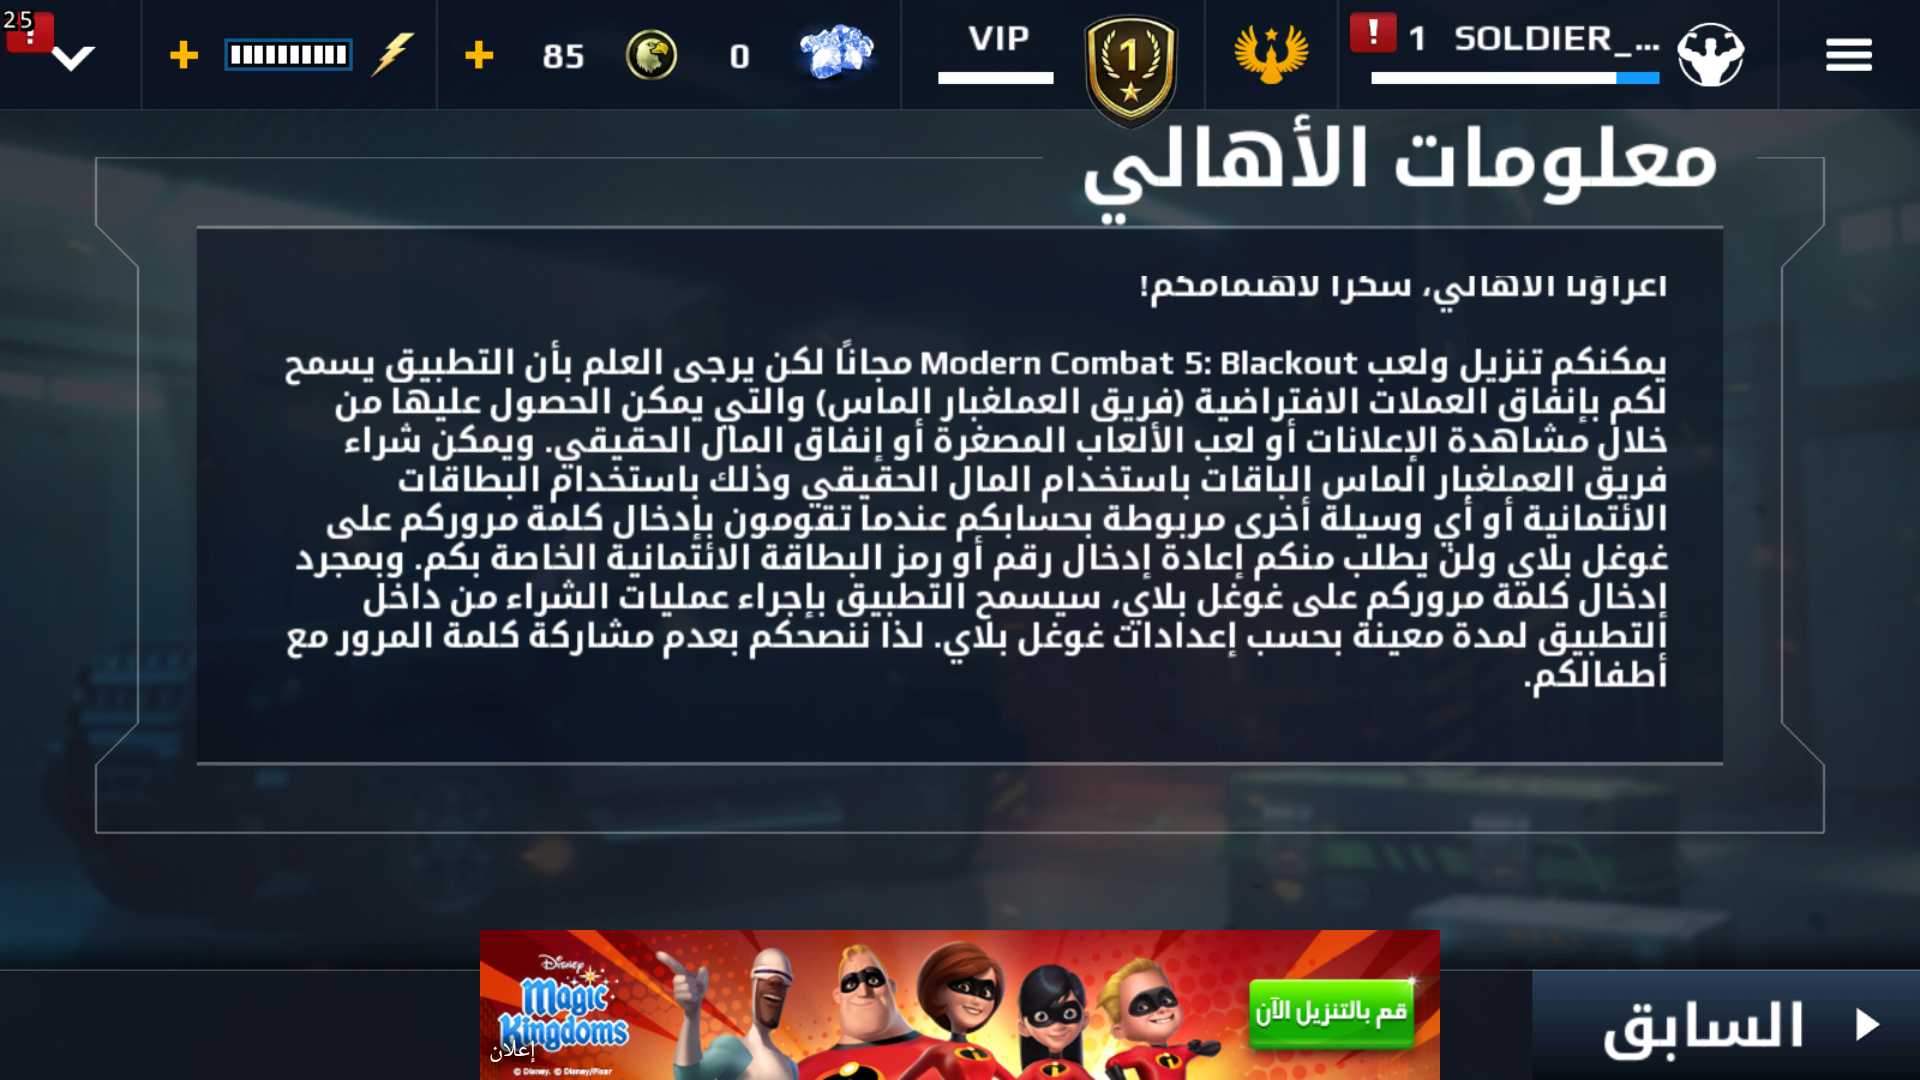 25
85
0
VIP
1
1 SOLDIER_...
معلومات الأهالي
أعزاؤنا الأهالي، شكرًا لاهتمامكم!
يمكنكم تنزيل ولعب Modern Combat 5: Blackout مجانًا لكن يرجى العلم بأن التطبيق يسمح
لكم بإنفاق العملات الافتراضية (فريق العملغبار الماس) والتي يمكن الحصول عليها من
خلال مشاهدة الإعلانات أو لعب الألعاب المصغرة أو إنفاق المال الحقيقي. ويمكن شراء
فريق العملغبار الماس الباقات باستخدام المال الحقيقي وذلك باستخدام البطاقات
الائتمانية أو أي وسيلة أخرى مربوطة بحسابكم عندما تقومون بإدخال كلمة مروركم على
غوغل بلاي ولن يطلب منكم إعادة إدخال رقم أو رمز البطاقة الائتمانية الخاصة بكم. وبمجرد
إدخال كلمة مروركم على غوغل بلاي، سيسمح التطبيق بإجراء عمليات الشراء من داخل
التطبيق لمدة معينة بحسب إعدادات غوغل بلاي. لذا ننصحكم بعدم مشاركة كلمة المرور مع
أطفالكم.
Disney
Magic
Kingdoms
إعلان
© Disney. © Disney/Pixar
قم بالتنزيل الآن
السابق